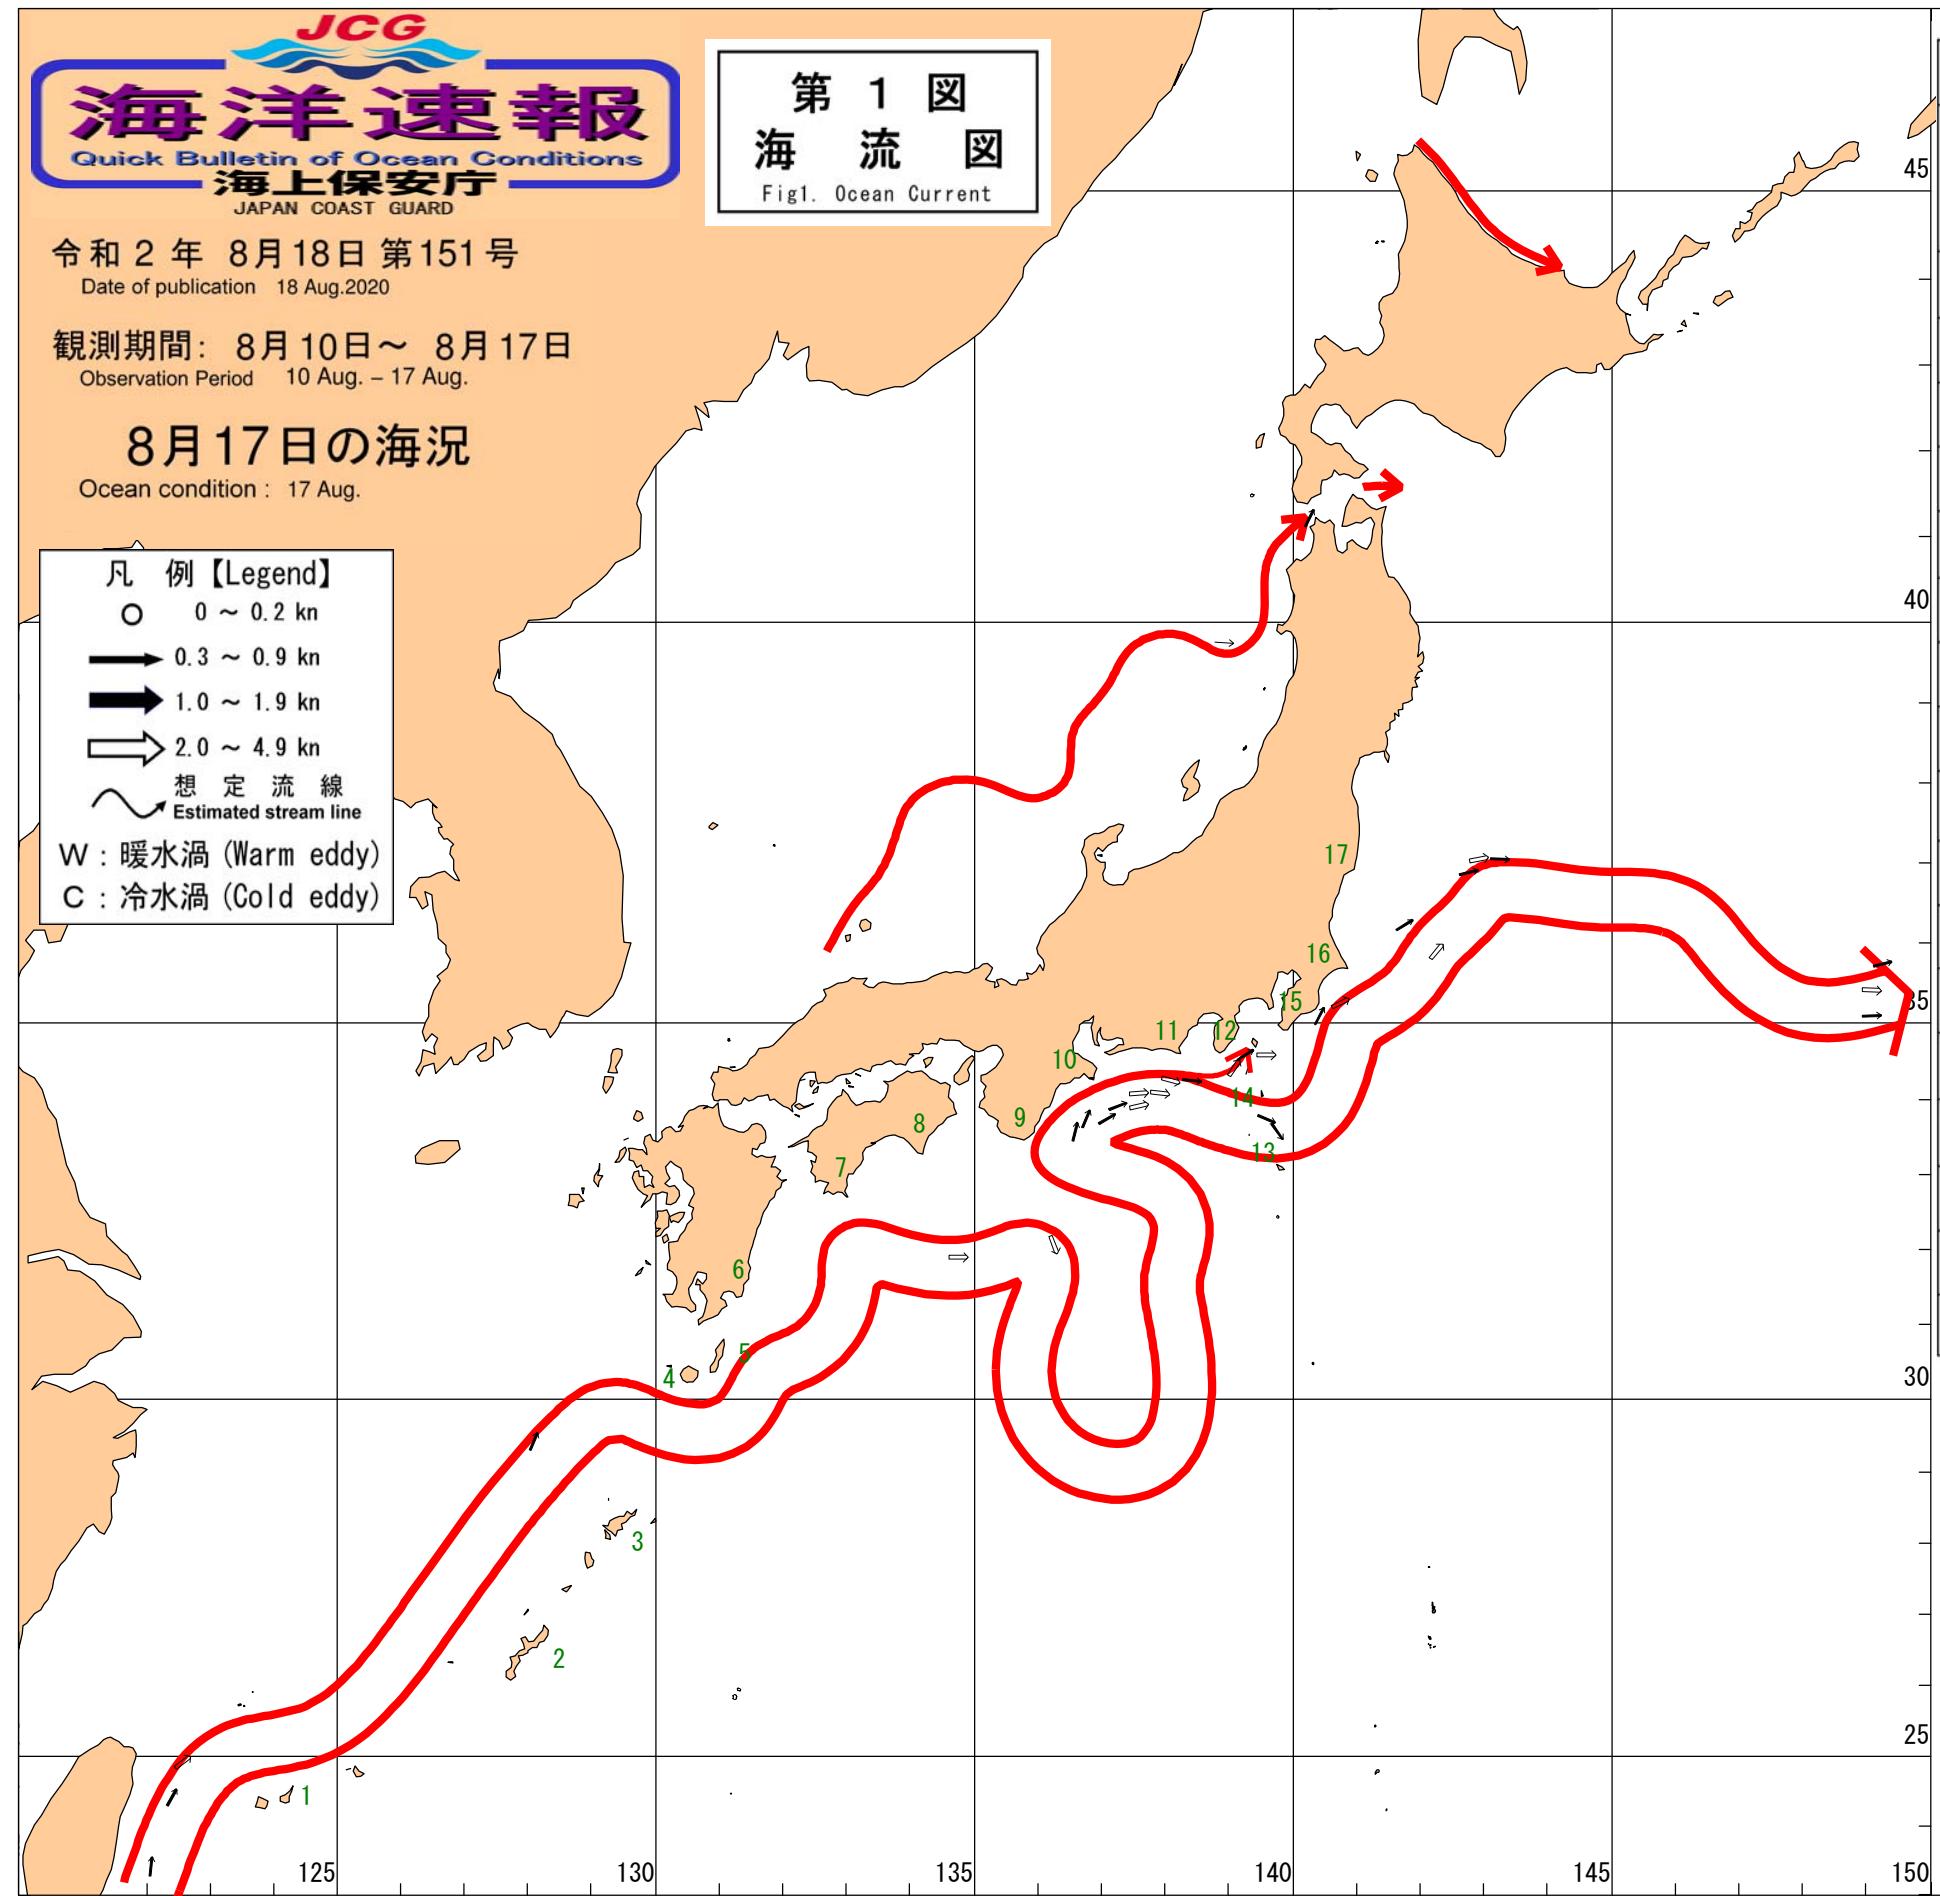 JCG
海洋速報
Quick Bulletin of Ocean Conditions
海上保安庁
JAPAN COAST GUARD
第 1 図
海 流 図
Fig1. Ocean Current
令和 2 年 8月18日 第151号
Date of publication 18 Aug.2020
観測期間: 8月10日～ 8月17日
Observation Period 10 Aug. – 17 Aug.
8月17日の海況
Ocean condition : 17 Aug.
凡 例【Legend】
0 ～ 0.2 kn
0.3 ～ 0.9 kn
1.0 ～ 1.9 kn
2.0 ～ 4.9 kn
想 定 流 線
Estimated stream line
W : 暖水渦 (Warm eddy)
C : 冷水渦 (Cold eddy)
45
40
17
16
35
15
12
11
10
14
9
8
13
7
6
5
4
30
3
2
25
1
125
130
135
140
145
150